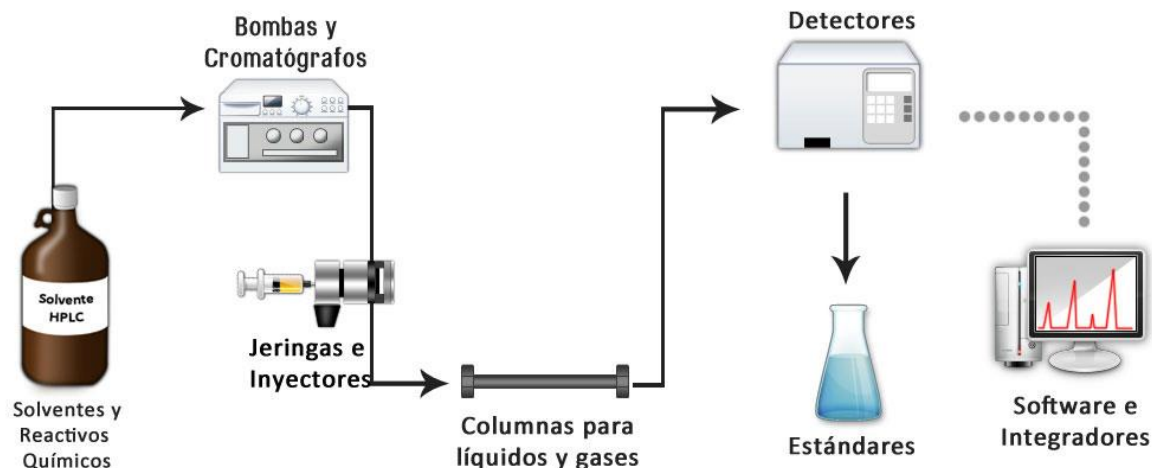 Bombas y
Cromatógrafos
Detectores
Solvente
HPLC
Jeringas e
Inyectores
Solventes y
Reactivos
Químicos
Columnas para
líquidos y gases
Estándares
Software e
Integradores